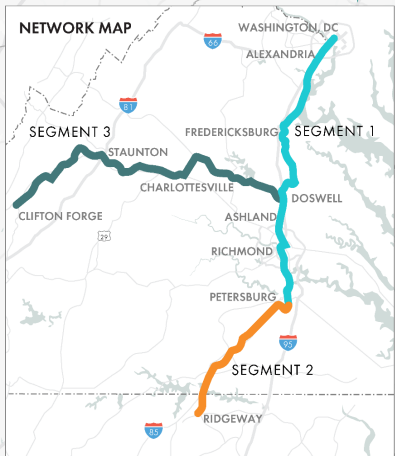 NETWORK MAP
WASHINGTON, DC
66
ALEXANDRIA
81
SEGMENT 3
FREDERICKSBURG
SEGMENT 1
STAUNTON
CHARLOTTESVILLE
DOSWELL
CLIFTON FORGE
ASHLAND
29
RICHMOND
PETERSBURG
95
SEGMENT 2
RIDGEWAY
85